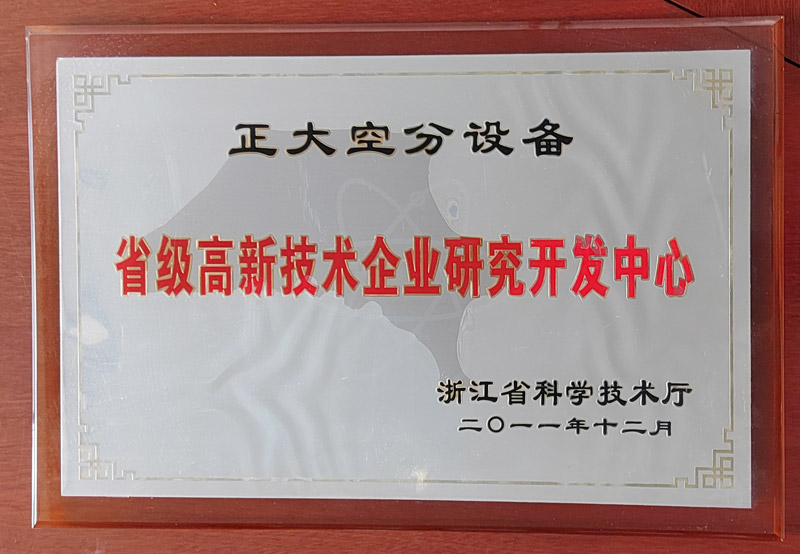 正大空分设备
省级高新技术企业研究开发中心
浙江省科学技术厅
二〇一一年十二月